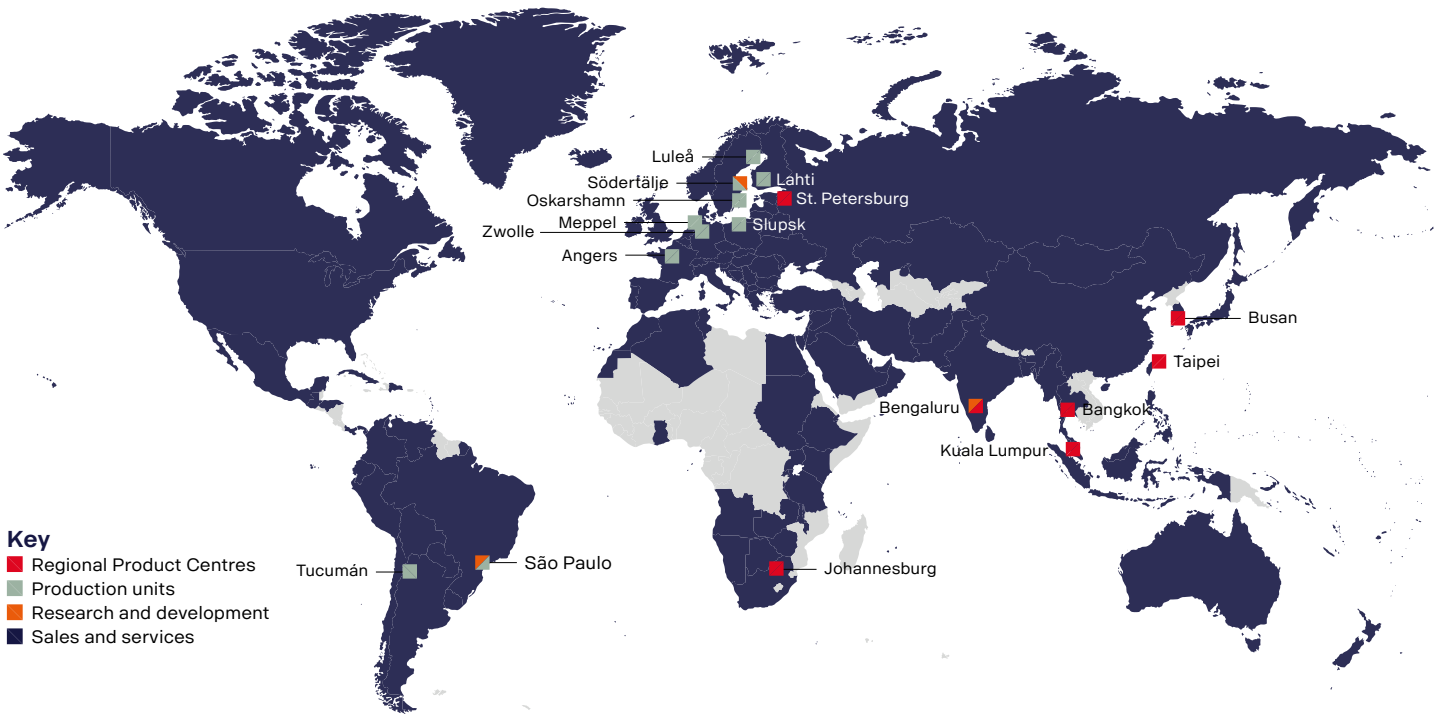 Luleå
Södertälje
Lahti
Oskarshamn
St. Petersburg
Meppel
Zwolle
Slupsk
Angers
Busan
Taipei
Bengaluru
Bangkok
Kuala Lumpur
Key
Regional Product Centres
Production units
Research and development
Sales and services
Tucumán
São Paulo
Johannesburg